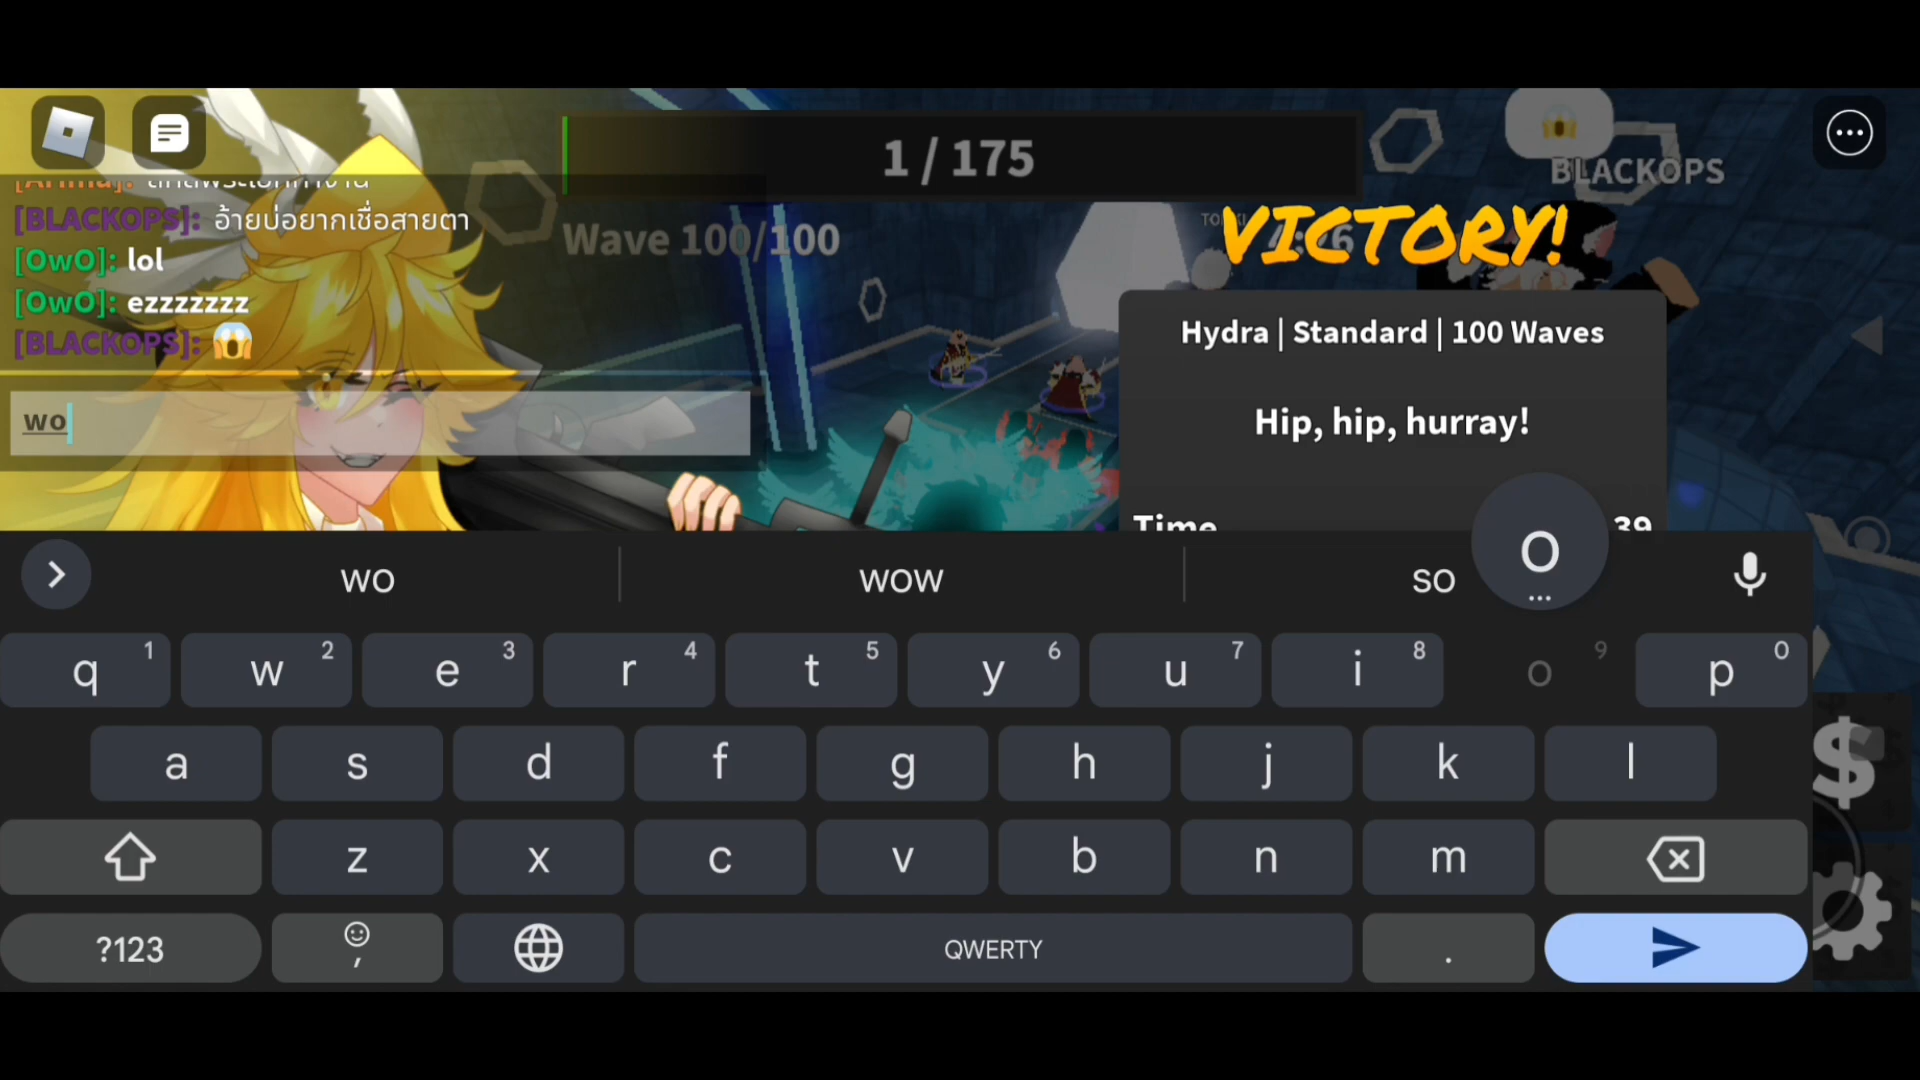 1 / 175
BLACKOPS
[BLACKOPS]: อ้ายบ่อยากเชื่อสายตา
Wave 100/100
VICTORY!
[OwO]: lol
[OwO]: ezzzzzzz
[BLACKOPS]: 😱
Hydra | Standard | 100 Waves
wo
Hip, hip, hurray!
Time 39
wo wow so o
q 1 w 2 e 3 r 4 t 5 y 6 u 7 i 8 o 9 p 0
a s d f g h j k l
z x c v b n m
?123 , QWERTY .
$